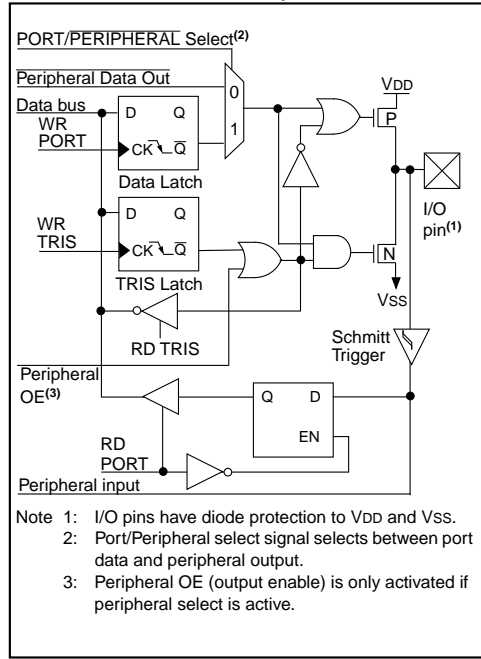 PORT/PERIPHERAL Select(2)
Peripheral Data Out
Data bus
WR
PORT
D Q
CK Q
Data Latch
0
1
VDD
P
I/O
pin(1)
WR
TRIS
D Q
CK Q
TRIS Latch
N
VSS
RD TRIS
Schmitt
Trigger
Peripheral
OE(3)
Q D
EN
RD
PORT
Peripheral input
Note 1: I/O pins have diode protection to VDD and VSS.
2: Port/Peripheral select signal selects between port
data and peripheral output.
3: Peripheral OE (output enable) is only activated if
peripheral select is active.